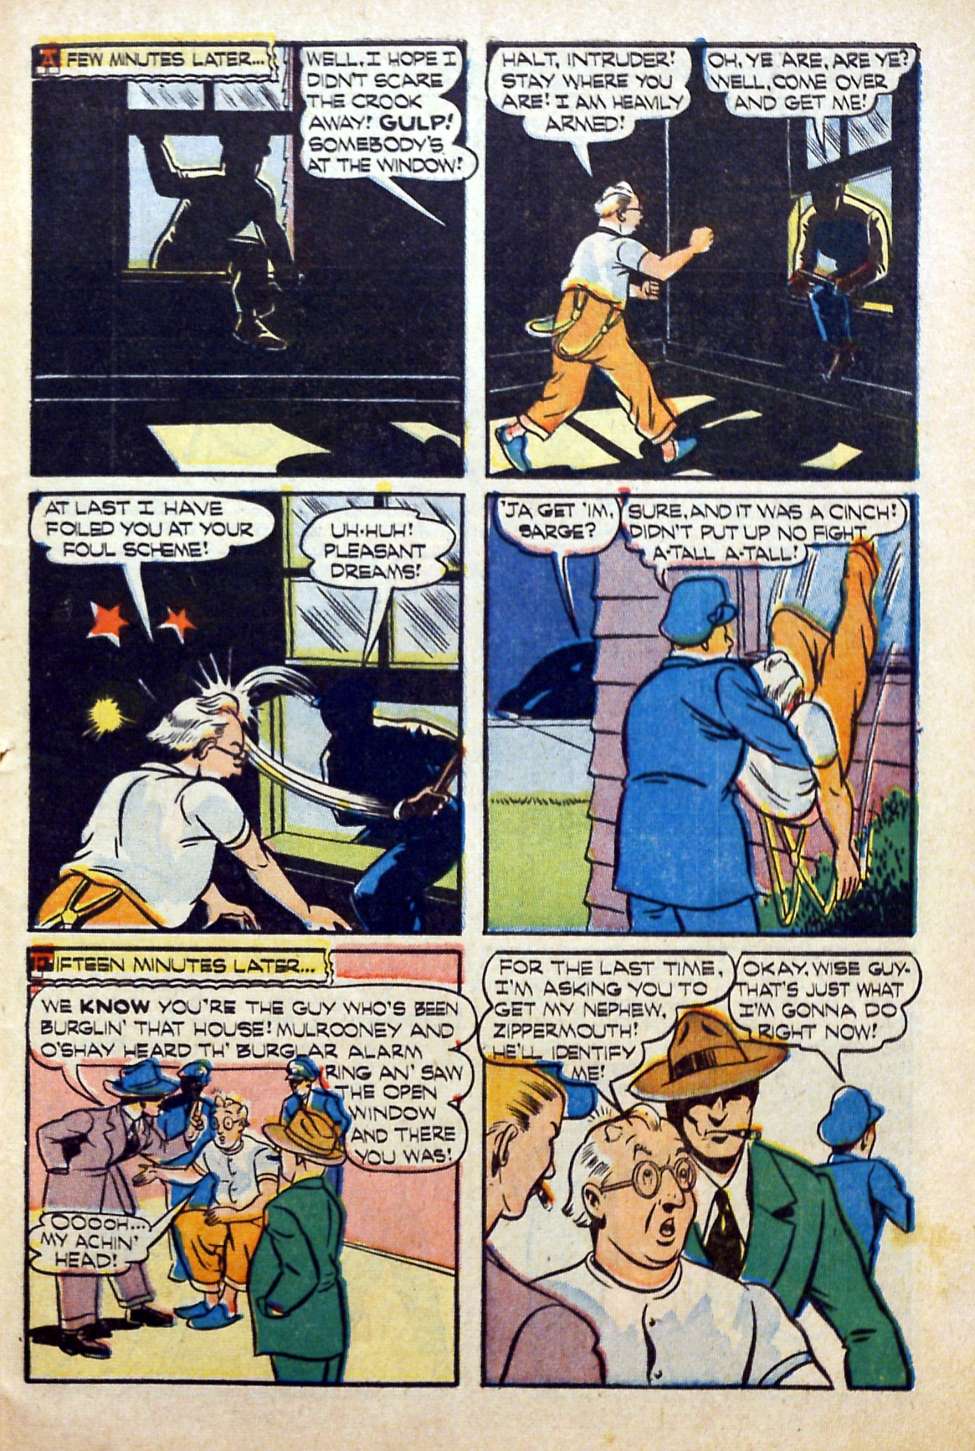 A FEW MINUTES LATER...
WELL, I HOPE I
DIDN'T SCARE
THE CROOK
AWAY! GULP!
SOMEBODY'S
AT THE WINDOW!
HALT, INTRUDER!
STAY WHERE YOU
ARE! I AM HEAVILY
ARMED!
OH, YE ARE, ARE YE?
WELL, COME OVER
AND GET ME!
AT LAST I HAVE
FOILED YOU AT YOUR
FOUL SCHEME!
UH-HUH!
PLEASANT
DREAMS!
'JA GET 'IM,
SARGE?
SURE, AND IT WAS A CINCH!
DIDN'T PUT UP NO FIGHT
A-TALL A-TALL!
FIFTEEN MINUTES LATER...
WE KNOW YOU'RE THE GUY WHO'S BEEN
BURGLIN' THAT HOUSE! MULROONEY AND
O'SHAY HEARD TH' BURGLAR ALARM
RING AN' SAW
THE OPEN
WINDOW
AND THERE
YOU WAS!
OOOOH...
MY ACHIN'
HEAD!
FOR THE LAST TIME,
I'M ASKING YOU TO
GET MY NEPHEW,
ZIPPERMOUTH!
HE'LL IDENTIFY
ME!
OKAY, WISE GUY-
THAT'S JUST WHAT
I'M GONNA DO
RIGHT NOW!